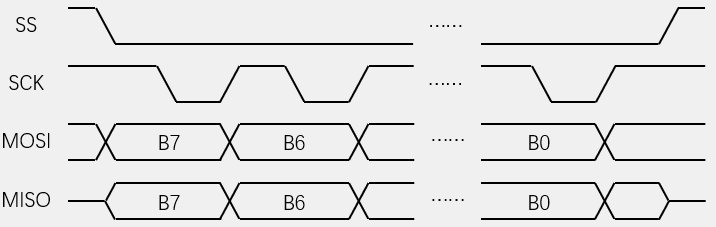 SS ……
SCK ……
MOSI B7 B6 …… B0
MISO B7 B6 …… B0